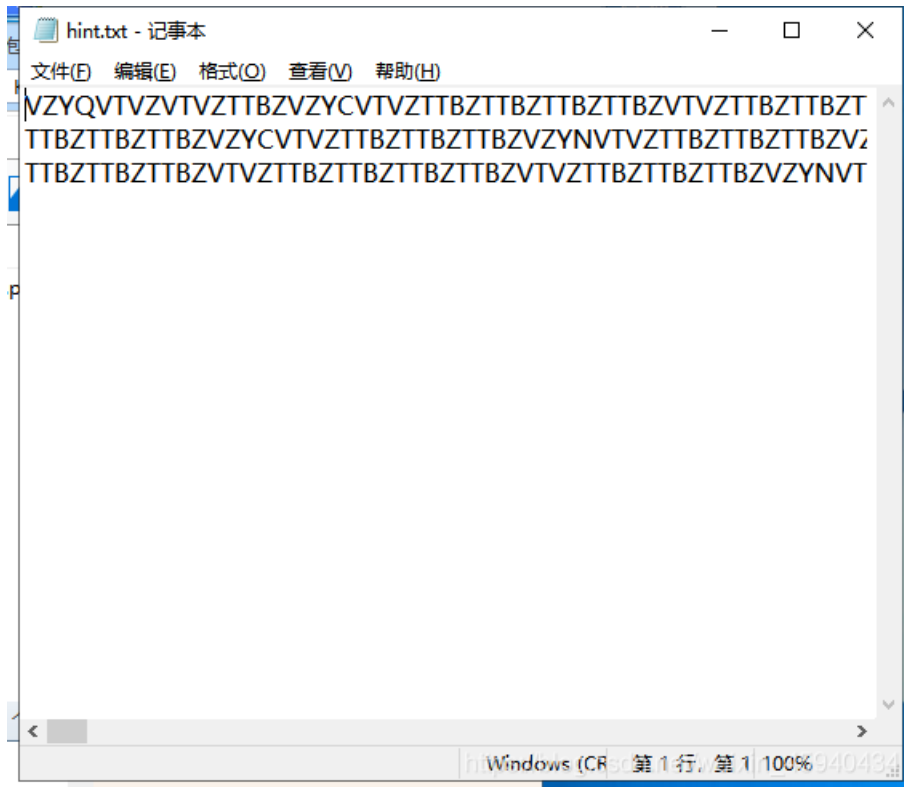 hint.txt - 记事本
文件(F) 编辑(E) 格式(O) 查看(V) 帮助(H)
VZYQVTVZVTVZTTBZVZYCVTVZTTBZTTBZTTBZTTBZVTVZTTBZTTBZT
TTBZTTBZTTBZVZYCVTVZTTBZTTBZTTBZVZYNVTVZTTBZTTBZTTBZVZ
TTBZTTBZTTBZVTVZTTBZTTBZTTBZTTBZVTVZTTBZTTBZTTBZVZYNVT
Windows (CR 第 1 行, 第 1 100%